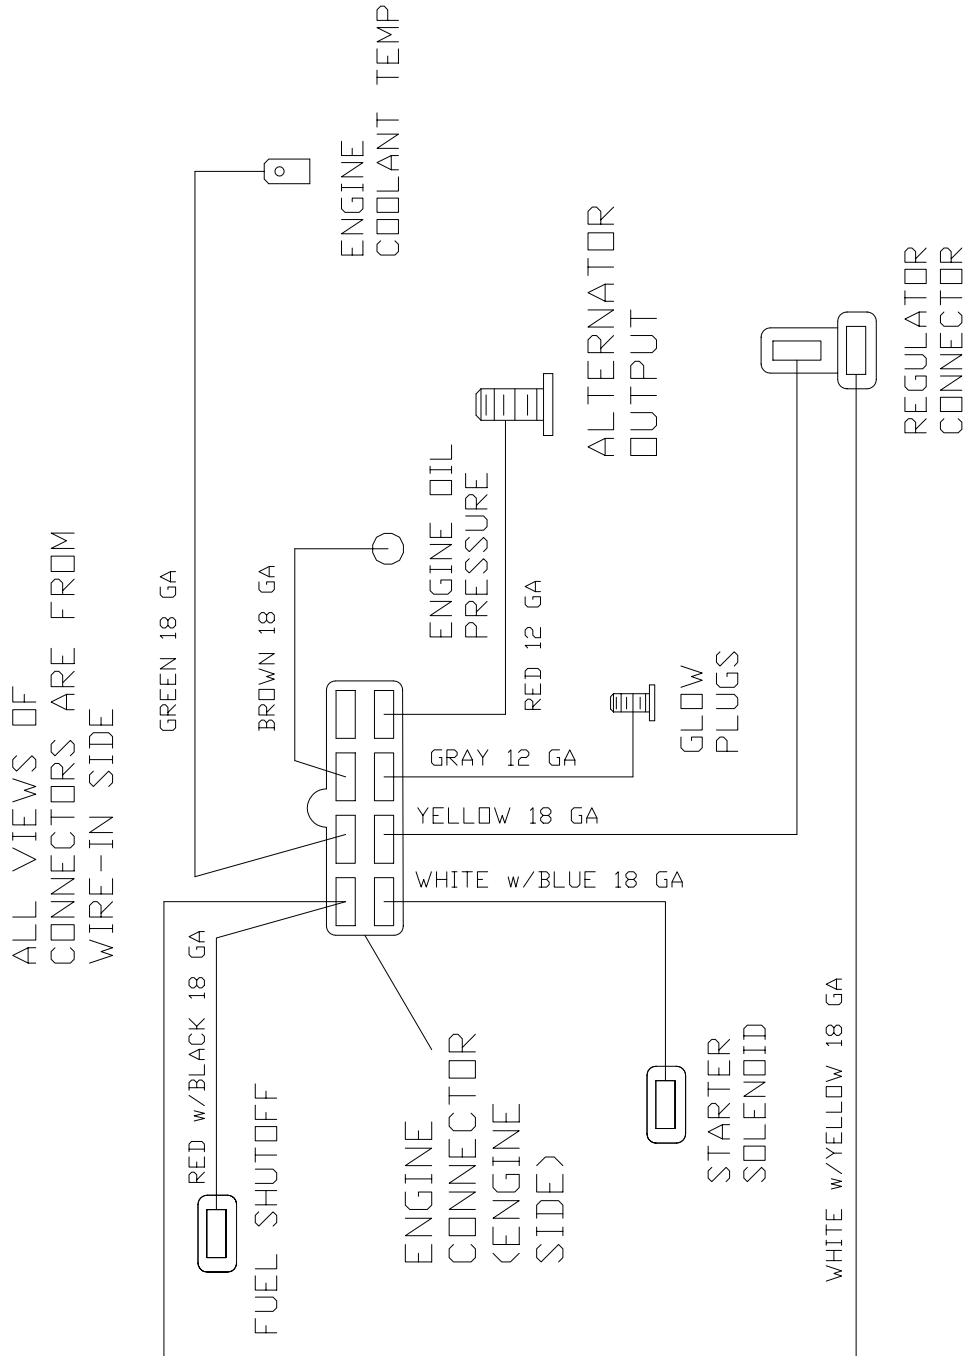 ALL VIEWS OF
CONNECTORS ARE FROM
WIRE-IN SIDE
GREEN 18 GA
ENGINE
COOLANT TEMP
BROWN 18 GA
ENGINE OIL
PRESSURE
RED 12 GA
ALTERNATOR
OUTPUT
GRAY 12 GA
GLOW
PLUGS
YELLOW 18 GA
REGULATOR
CONNECTOR
WHITE w/BLUE 18 GA
STARTER
SOLENOID
RED w/BLACK 18 GA
FUEL SHUTOFF
ENGINE
CONNECTOR
(ENGINE
SIDE)
WHITE w/YELLOW 18 GA